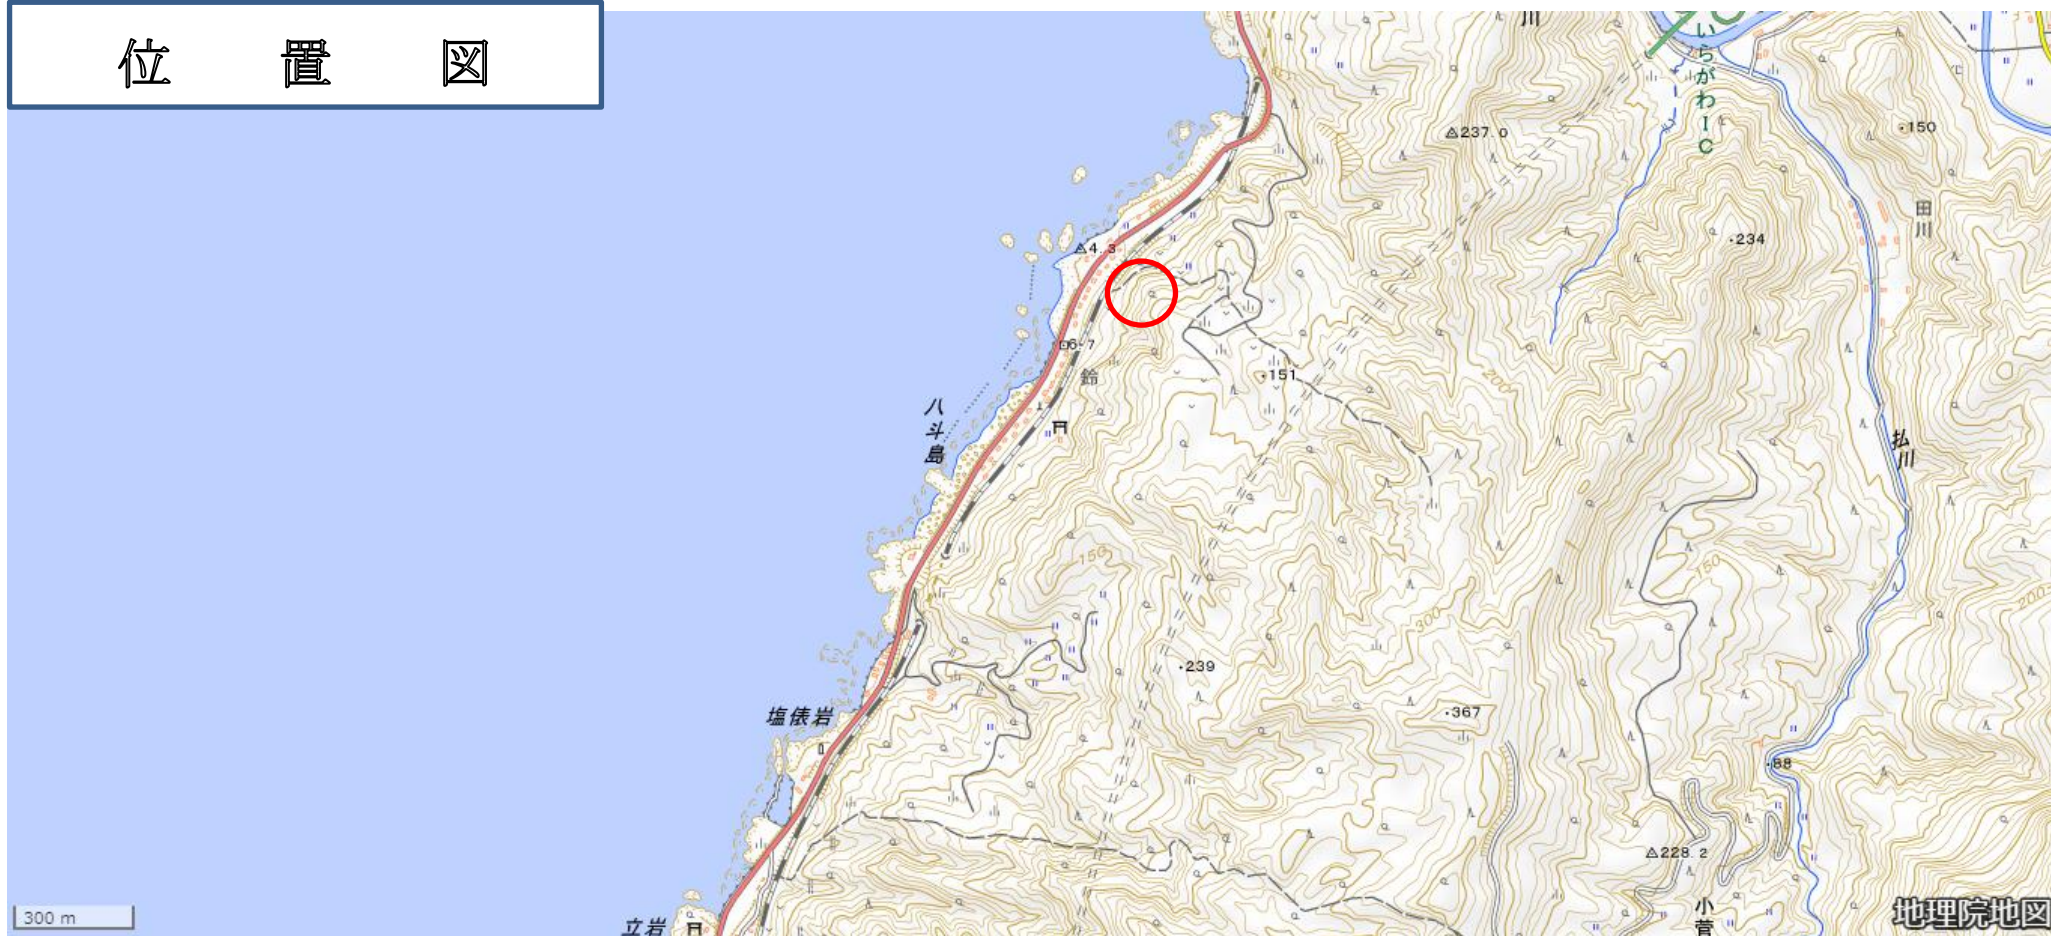 位置図
川
いらがわIC
237.0
150
田川
234
4.3
6.7
鈴
151
200
八斗島
払川
150
150
300
200
239
塩俵岩
367
88
228.2
小菅
立岩
300 m
地理院地図